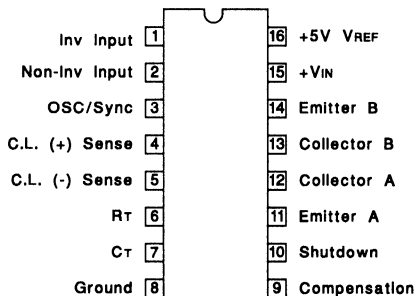 Inv Input 1
Non-Inv Input 2
OSC/Sync 3
C.L. (+) Sense 4
C.L. (-) Sense 5
RT 6
CT 7
Ground 8
16 +5V VREF
15 +VIN
14 Emitter B
13 Collector B
12 Collector A
11 Emitter A
10 Shutdown
9 Compensation